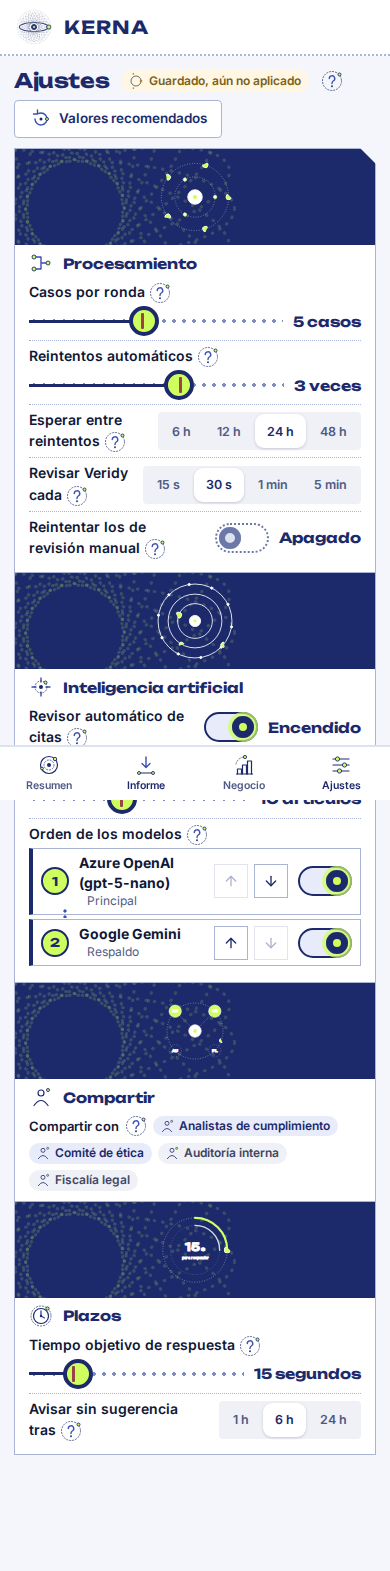 KERNA
Ajustes
Guardado, aún no aplicado
?
Valores recomendados
Procesamiento
Casos por ronda ?
5 casos
Reintentos automáticos ?
3 veces
Esperar entre
reintentos ?
6 h 12 h 24 h 48 h
Revisar Veridy
cada ?
15 s 30 s 1 min 5 min
Reintentar los de
revisión manual ?
Apagado
Inteligencia artificial
Revisor automático de
citas ?
Encendido
Resumen Informe Negocio Ajustes
Orden de los modelos ?
1
Azure OpenAI
(gpt-5-nano)
Principal
2
Google Gemini
Respaldo
Compartir
Compartir con ? Analistas de cumplimiento
Comité de ética Auditoría interna
Fiscalía legal
15s
Plazos
Tiempo objetivo de respuesta ?
15 segundos
Avisar sin sugerencia
tras ?
1 h 6 h 24 h